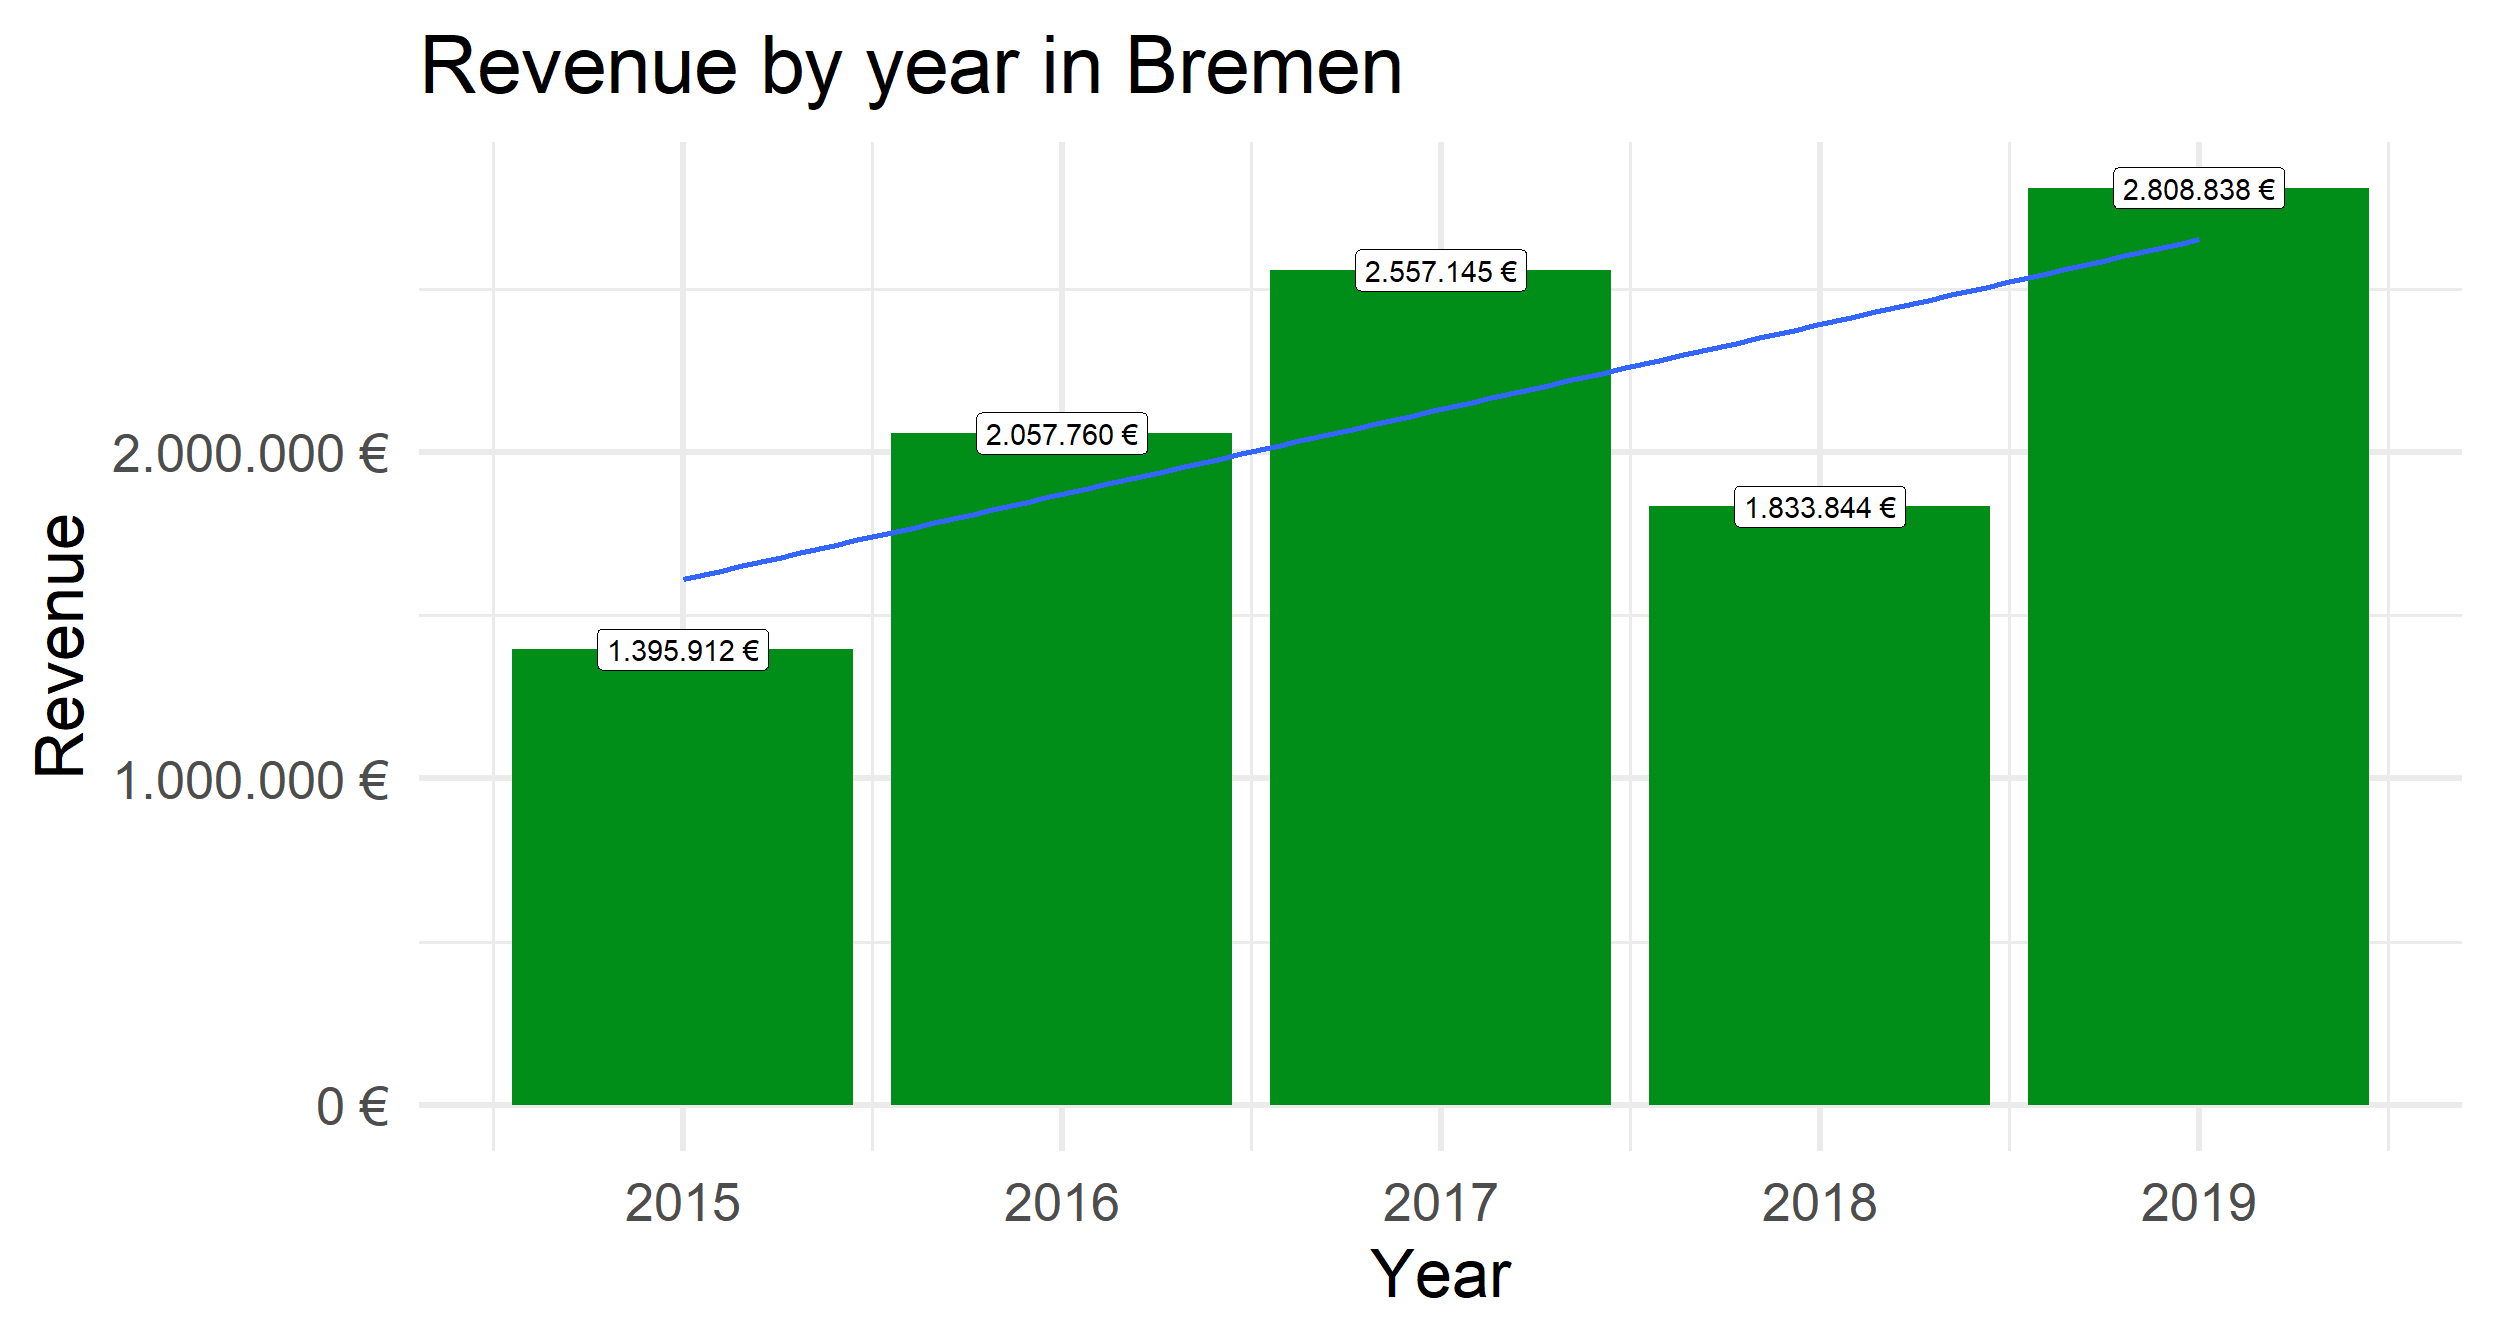 Revenue by year in Bremen
2.808.838 €
2.557.145 €
2.057.760 €
1.833.844 €
1.395.912 €
2.000.000 €
1.000.000 €
0 €
Revenue
2015 2016 2017 2018 2019
Year